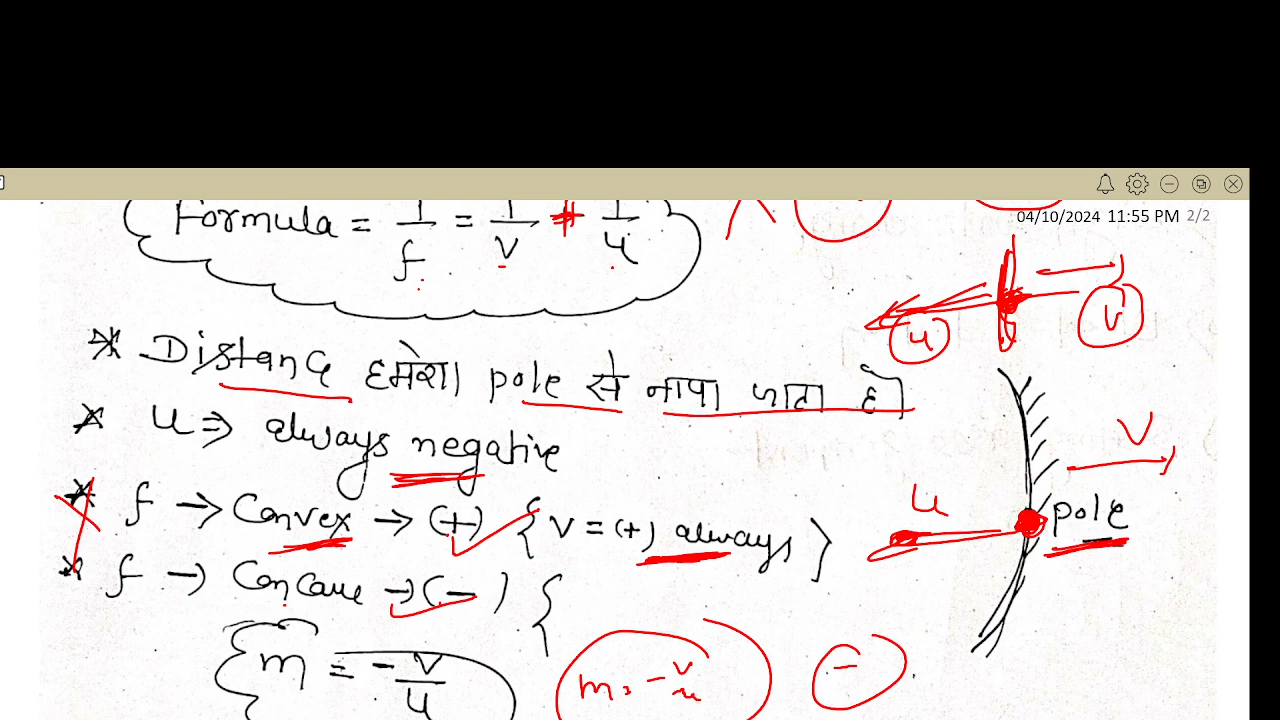 04/10/2024 11:55 PM 2/2
Formula = 1/f = 1/v + 1/u
u
v
* Distance हमेशा pole से नापा जाता है।
* u ⇒ always negative
v
* f → Convex → (+) { v = (+) always }
u
pole
* f → Concave → (-) {
{ m = -v/u
m = -v/u
(-)